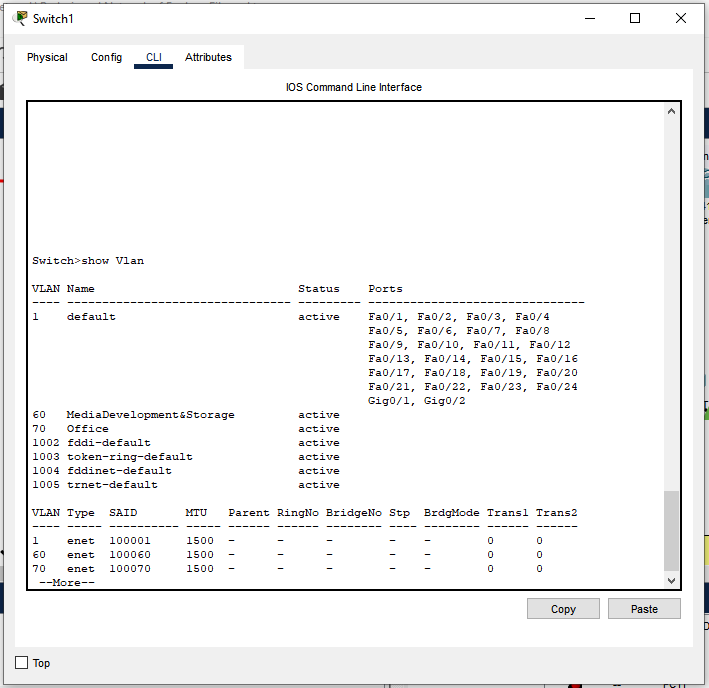 Switch1
Physical Config CLI Attributes
IOS Command Line Interface
Switch>show Vlan
VLAN Name                             Status    Ports
---- -------------------------------- --------- -------------------------------
1    default                          active    Fa0/1, Fa0/2, Fa0/3, Fa0/4
                                                Fa0/5, Fa0/6, Fa0/7, Fa0/8
                                                Fa0/9, Fa0/10, Fa0/11, Fa0/12
                                                Fa0/13, Fa0/14, Fa0/15, Fa0/16
                                                Fa0/17, Fa0/18, Fa0/19, Fa0/20
                                                Fa0/21, Fa0/22, Fa0/23, Fa0/24
                                                Gig0/1, Gig0/2
60   MediaDevelopment&Storage         active
70   Office                           active
1002 fddi-default                     active
1003 token-ring-default               active
1004 fddinet-default                  active
1005 trnet-default                    active
VLAN Type  SAID       MTU   Parent RingNo BridgeNo Stp  BrdgMode Trans1 Trans2
---- ----- ---------- ----- ------ ------ -------- ---- -------- ------ ------
1    enet  100001     1500  -      -      -        -    -        0      0
60   enet  100060     1500  -      -      -        -    -        0      0
70   enet  100070     1500  -      -      -        -    -        0      0
 --More--
Copy Paste
Top